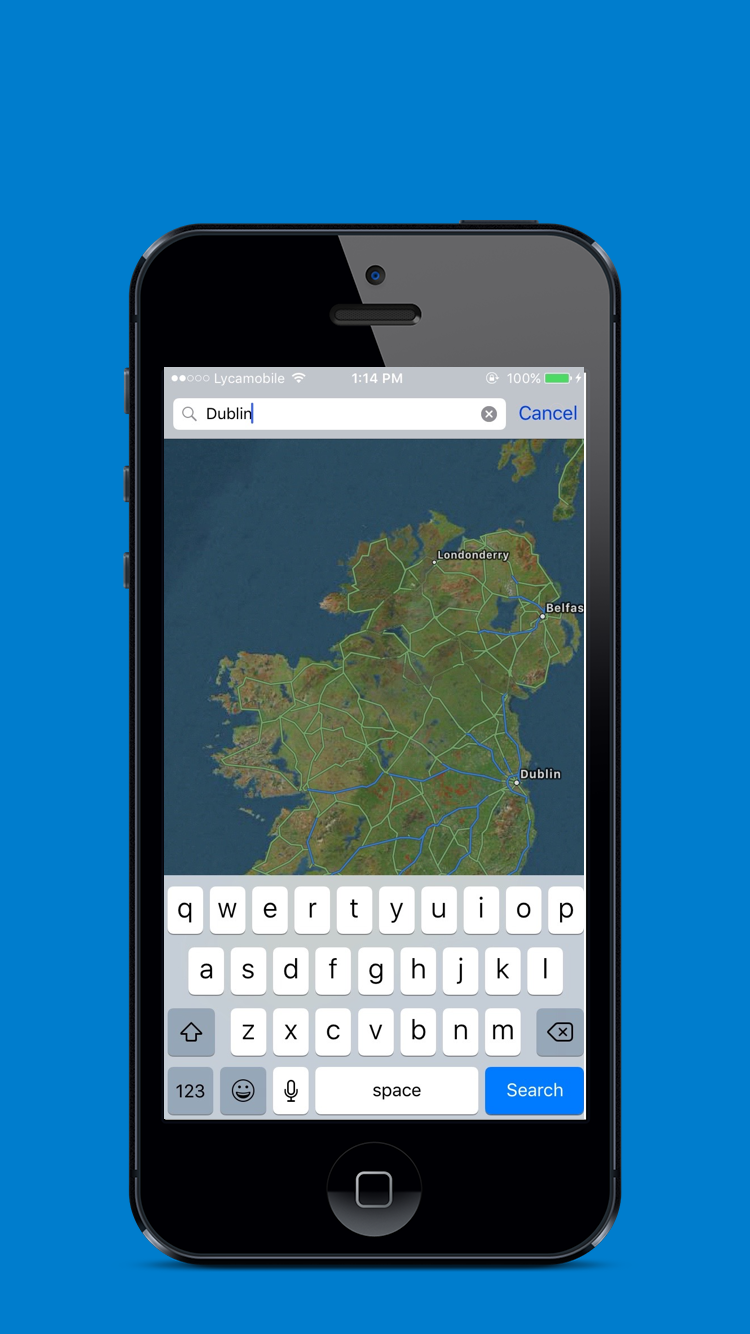 Lycamobile 1:14 PM 100%
Dublin Cancel
Londonderry
Belfas
Dublin
q w e r t y u i o p
a s d f g h j k l
z x c v b n m
123 space Search